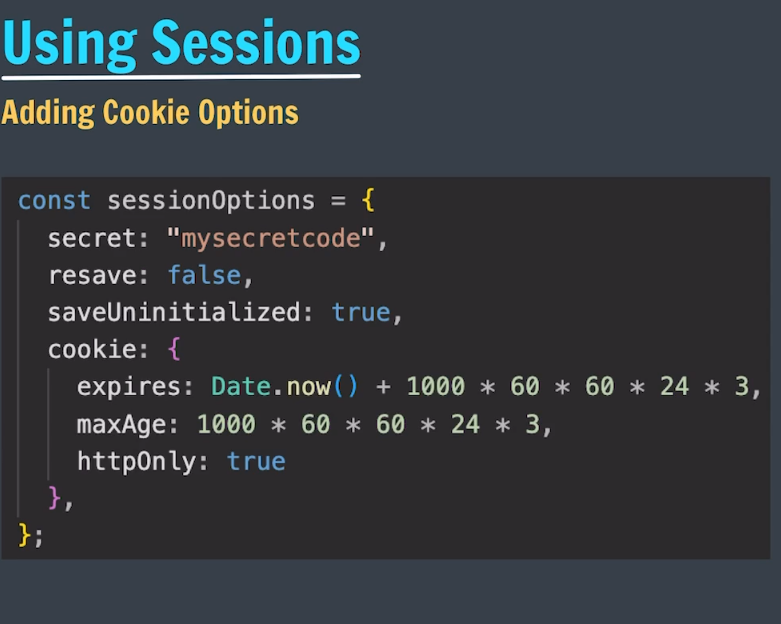 Using Sessions
Adding Cookie Options
const sessionOptions = {
  secret: "mysecretcode",
  resave: false,
  saveUninitialized: true,
  cookie: {
    expires: Date.now() + 1000 * 60 * 60 * 24 * 3,
    maxAge: 1000 * 60 * 60 * 24 * 3,
    httpOnly: true
  },
};